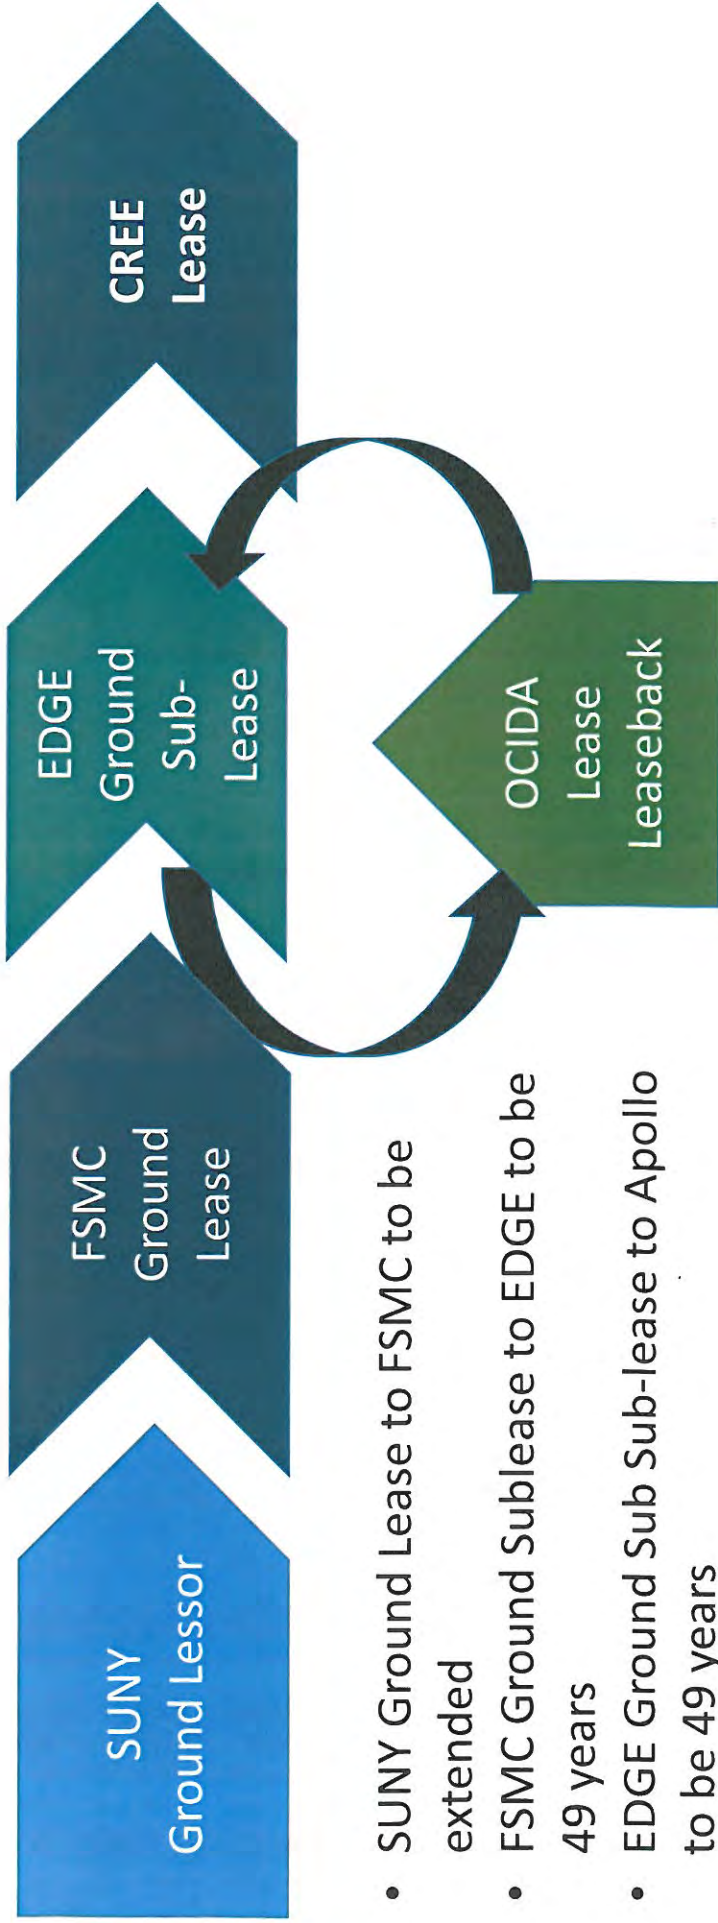 SUNY
Ground Lessor
FSMC
Ground
Lease
EDGE
Ground
Sub-
Lease
CREE
Lease
OCIDA
Lease
Leaseback
• SUNY Ground Lease to FSMC to be
extended
• FSMC Ground Sublease to EDGE to be
49 years
• EDGE Ground Sub Sub-lease to Apollo
to be 49 years